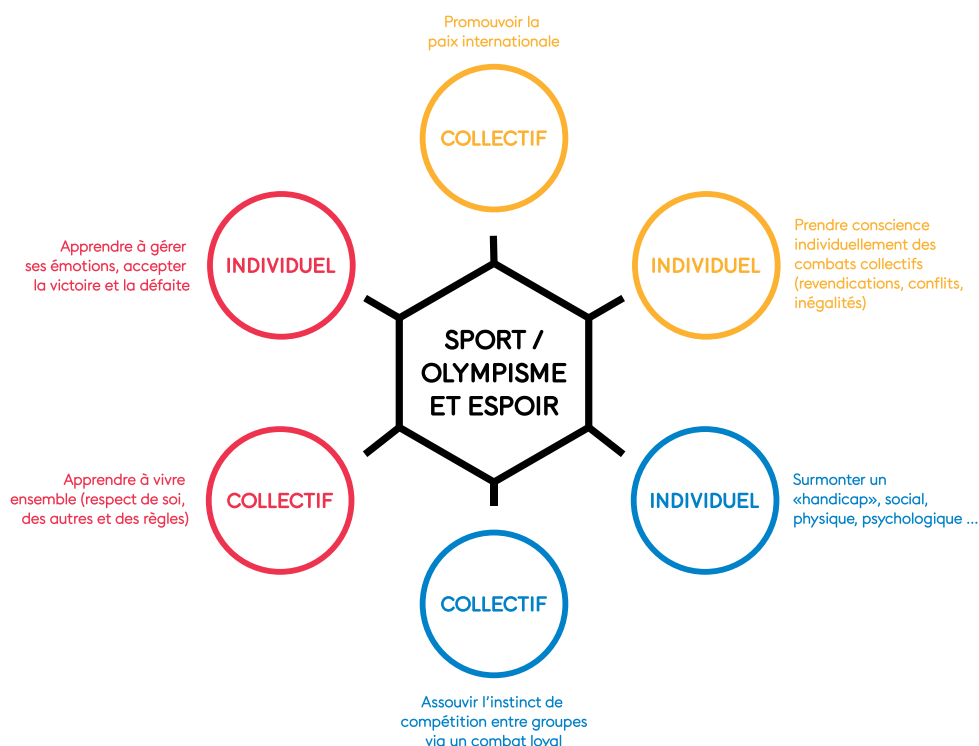 Promouvoir la
paix internationale
COLLECTIF
INDIVIDUEL
Prendre conscience
individuellement des
combats collectifs
(revendications, conflits,
inégalités)
Apprendre à gérer
ses émotions, accepter
la victoire et la défaite
INDIVIDUEL
SPORT /
OLYMPISME
ET ESPOIR
Apprendre à vivre
ensemble (respect de soi,
des autres et des règles)
COLLECTIF
INDIVIDUEL
Surmonter un
«handicap», social,
physique, psychologique ...
COLLECTIF
Assouvir l'instinct de
compétition entre groupes
via un combat loyal